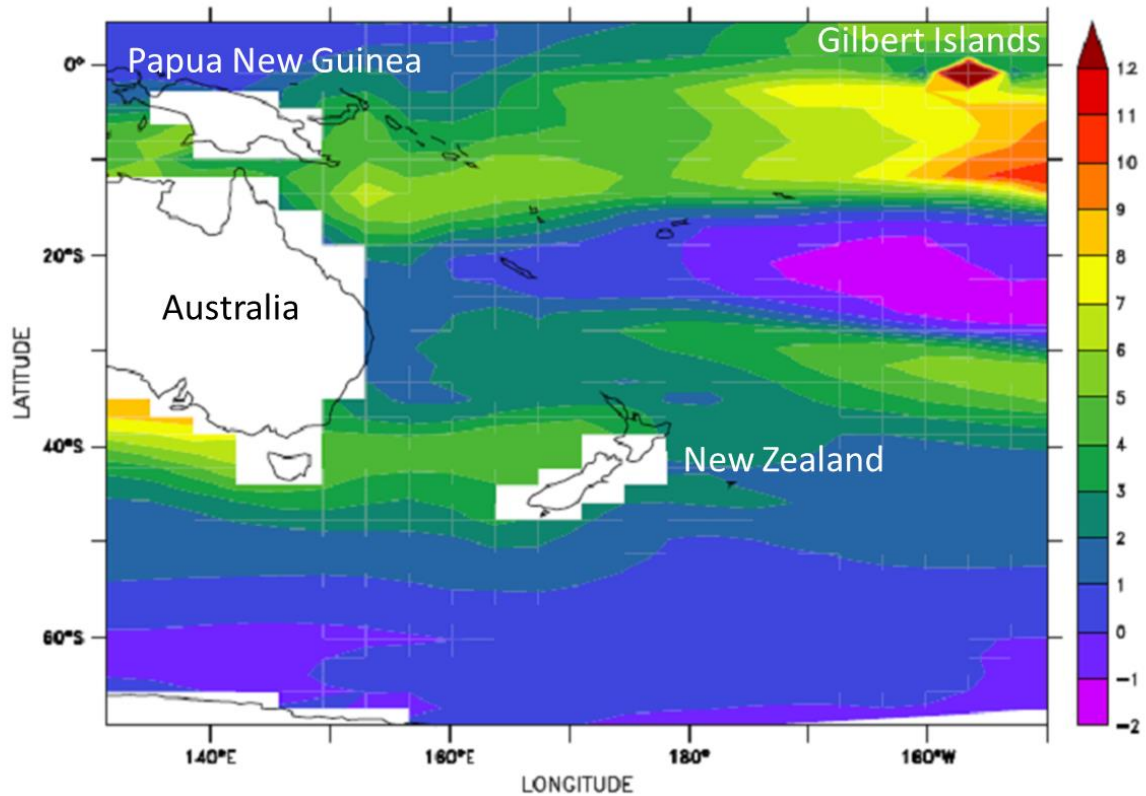 Papua New Guinea
Gilbert Islands
Australia
New Zealand
LATITUDE
0°
20°S
40°S
60°S
140°E
160°E
180°
160°W
LONGITUDE
12
11
10
9
8
7
6
5
4
3
2
1
0
−1
−2